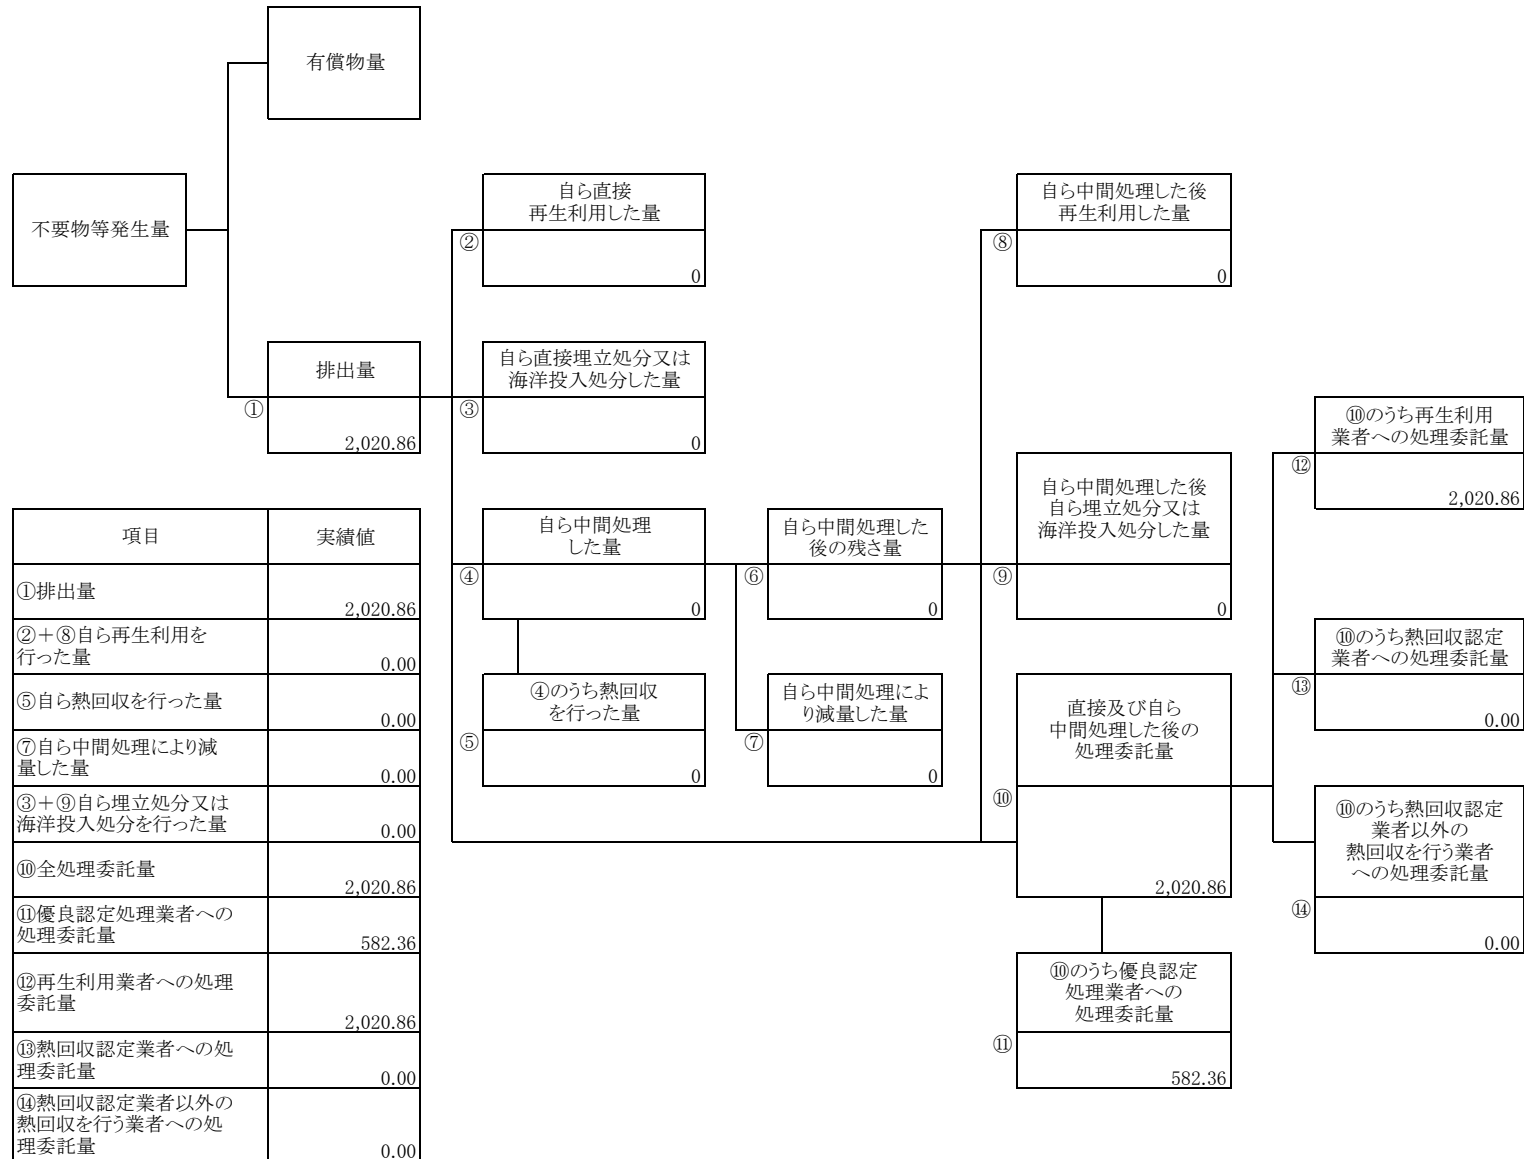 有償物量
不要物等発生量
自ら直接
再生利用した量
②
0
自ら中間処理した後
再生利用した量
⑧
0
排出量
①
2,020.86
自ら直接埋立処分又は
海洋投入処分した量
③
0
自ら中間処理
した量
④
0
自ら中間処理した
後の残さ量
⑥
0
自ら中間処理した後
自ら埋立処分又は
海洋投入処分した量
⑨
0
⑩のうち再生利用
業者への処理委託量
⑫
2,020.86
④のうち熱回収
を行った量
⑤
0
自ら中間処理によ
り減量した量
⑦
0
直接及び自ら
中間処理した後の
処理委託量
⑩
2,020.86
⑩のうち熱回収認定
業者への処理委託量
⑬
0.00
⑩のうち熱回収認定
業者以外の
熱回収を行う業者
への処理委託量
⑭
0.00
⑩のうち優良認定
処理業者への
処理委託量
⑪
582.36
項目 実績値
①排出量
2,020.86
②+⑧自ら再生利用を
行った量
0.00
⑤自ら熱回収を行った量
0.00
⑦自ら中間処理により減
量した量
0.00
③+⑨自ら埋立処分又は
海洋投入処分を行った量
0.00
⑩全処理委託量
2,020.86
⑪優良認定処理業者への
処理委託量
582.36
⑫再生利用業者への処理
委託量
2,020.86
⑬熱回収認定業者への処
理委託量
0.00
⑭熱回収認定業者以外の
熱回収を行う業者への処
理委託量
0.00